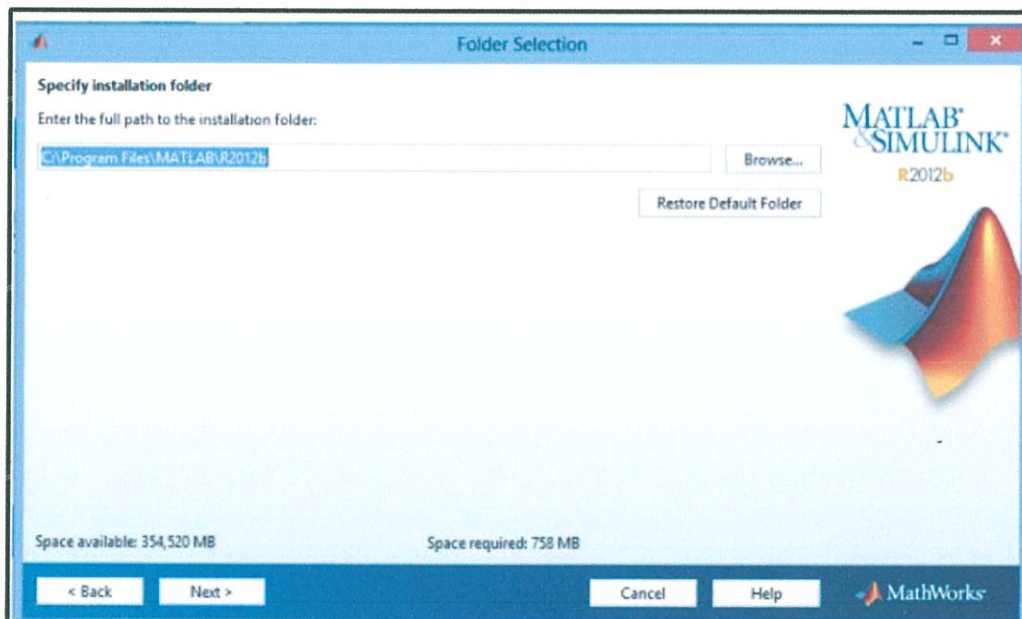 Folder Selection
Specify installation folder
Enter the full path to the installation folder:
C:\Program Files\MATLAB\R2012b
Browse...
Restore Default Folder
MATLAB®
&SIMULINK®
R2012b
Space available: 354,520 MB
Space required: 758 MB
< Back
Next >
Cancel
Help
MathWorks®